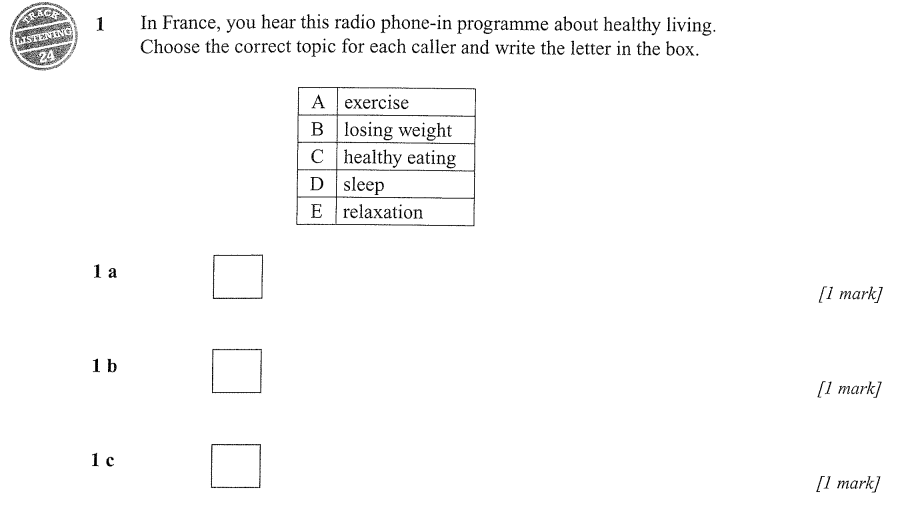 TRACK
LISTENING
24
1 In France, you hear this radio phone-in programme about healthy living.
Choose the correct topic for each caller and write the letter in the box.
A exercise
B losing weight
C healthy eating
D sleep
E relaxation
1 a
[1 mark]
1 b
[1 mark]
1 c
[1 mark]